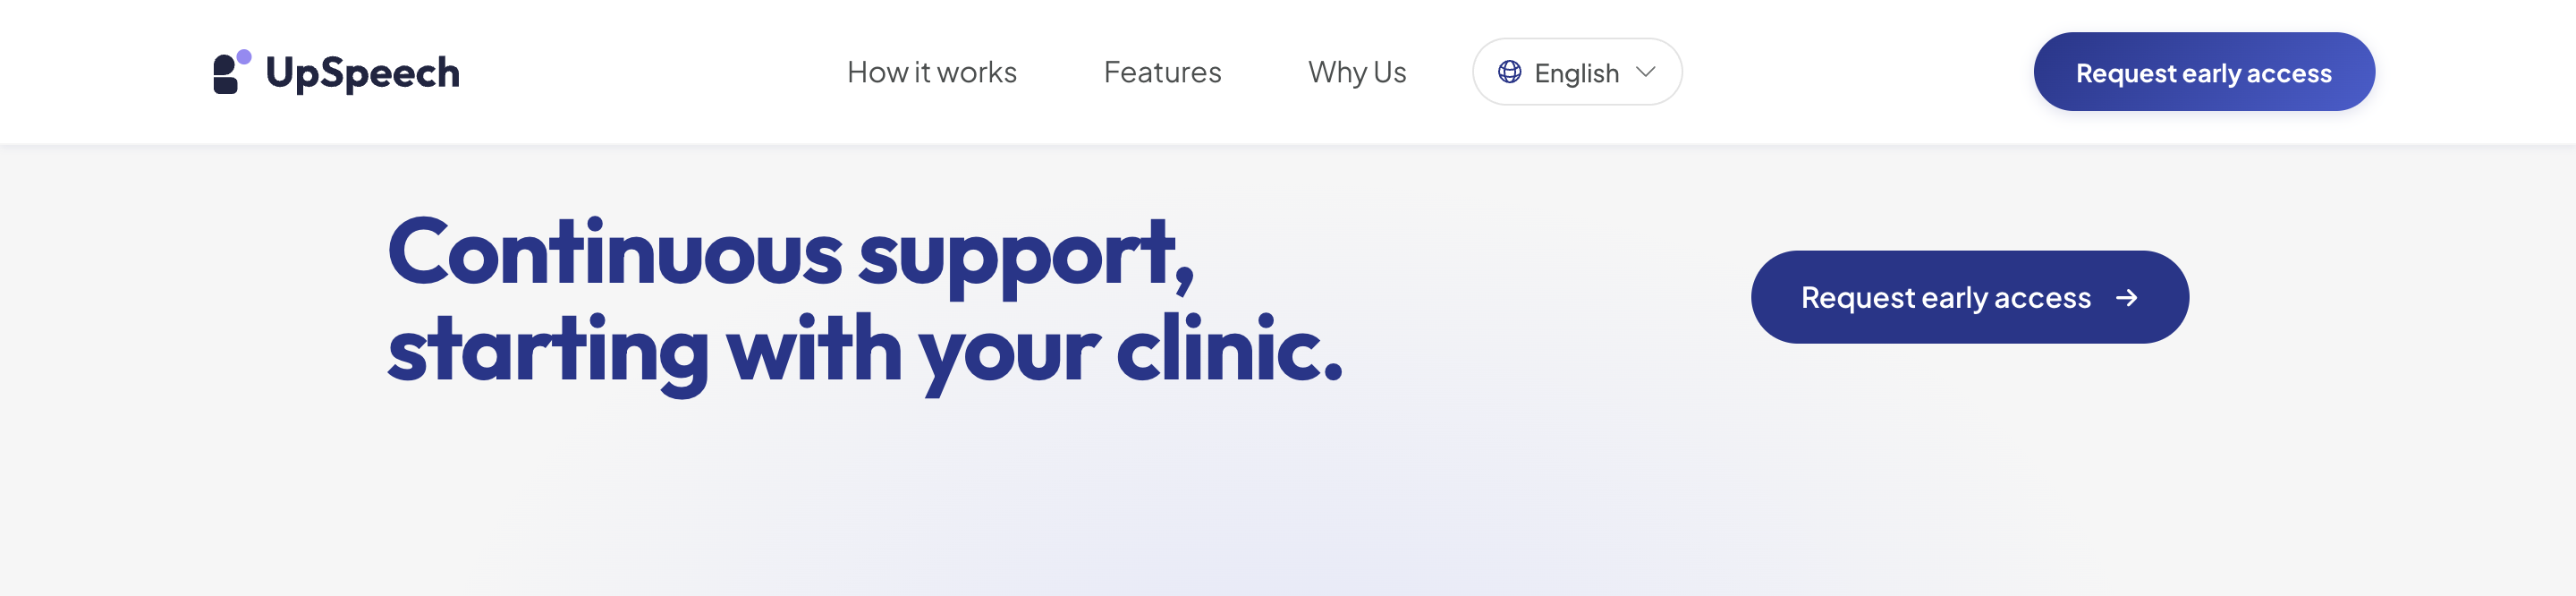 UpSpeech
How it works
Features
Why Us
English
Request early access
Continuous support,
starting with your clinic.
Request early access →